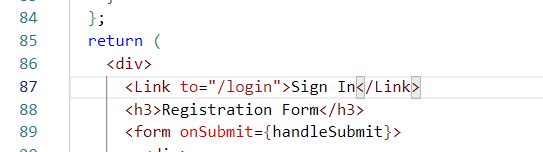 84 };
85 return (
86 <div>
87 <Link to="/login">Sign In</Link>
88 <h3>Registration Form</h3>
89 <form onSubmit={handleSubmit}>